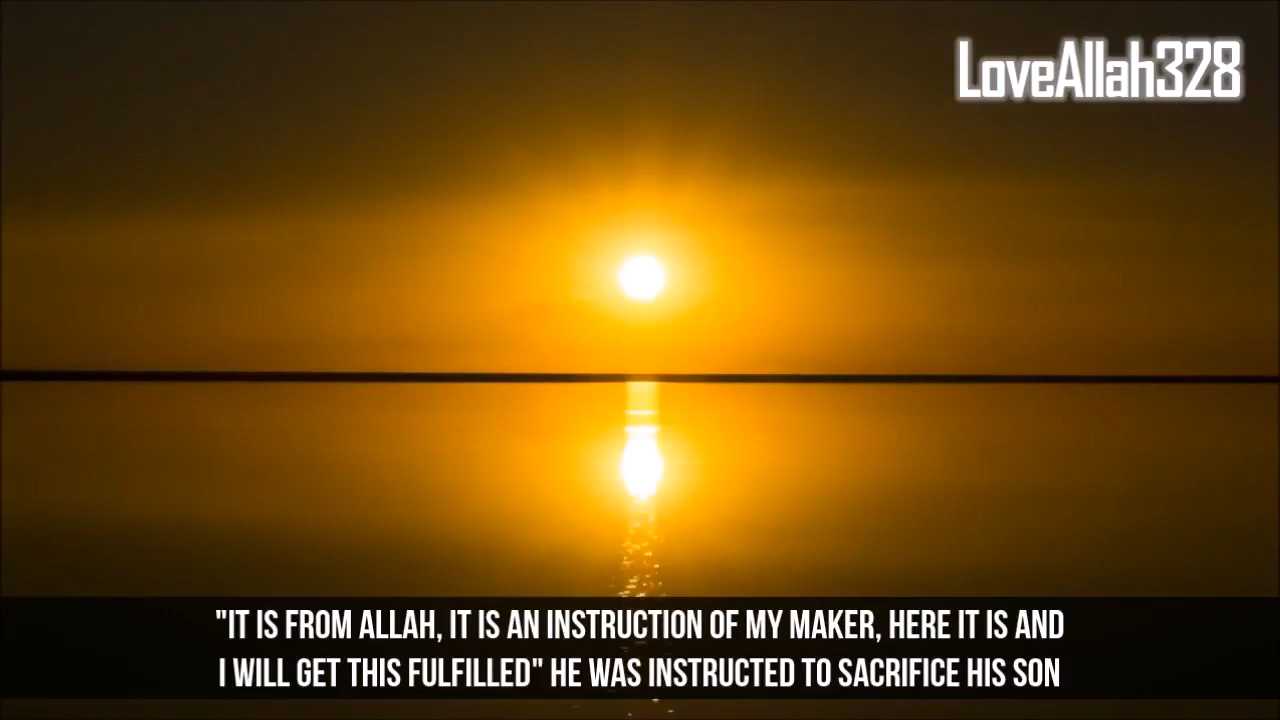 LoveAllah328
"IT IS FROM ALLAH, IT IS AN INSTRUCTION OF MY MAKER, HERE IT IS AND
I WILL GET THIS FULFILLED" HE WAS INSTRUCTED TO SACRIFICE HIS SON